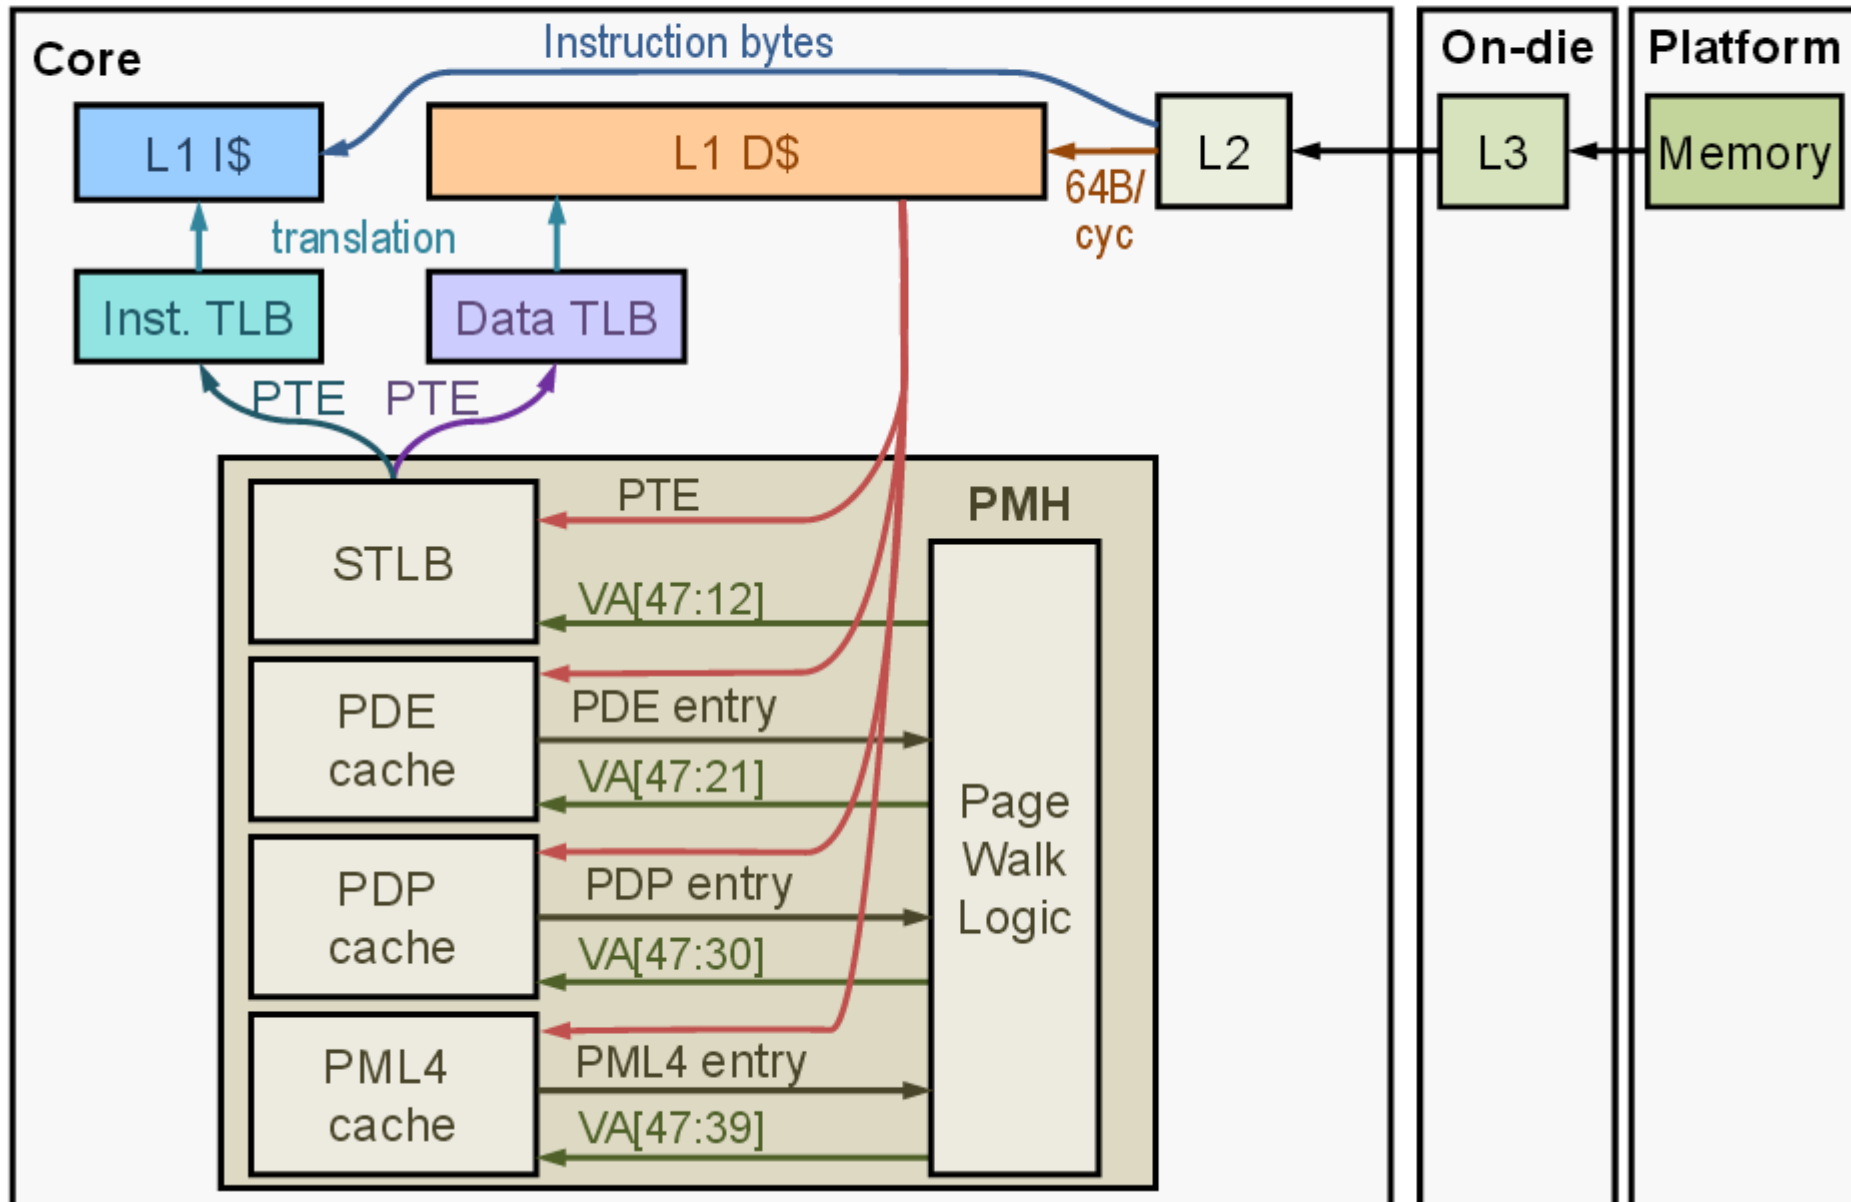 Core
Instruction bytes
On-die
Platform
L1 I$
L1 D$
L2
L3
Memory
64B/
cyc
translation
Inst. TLB
Data TLB
PTE
PTE
PMH
STLB
PTE
VA[47:12]
PDE
cache
PDE entry
VA[47:21]
PDP
cache
PDP entry
VA[47:30]
PML4
cache
PML4 entry
VA[47:39]
Page
Walk
Logic